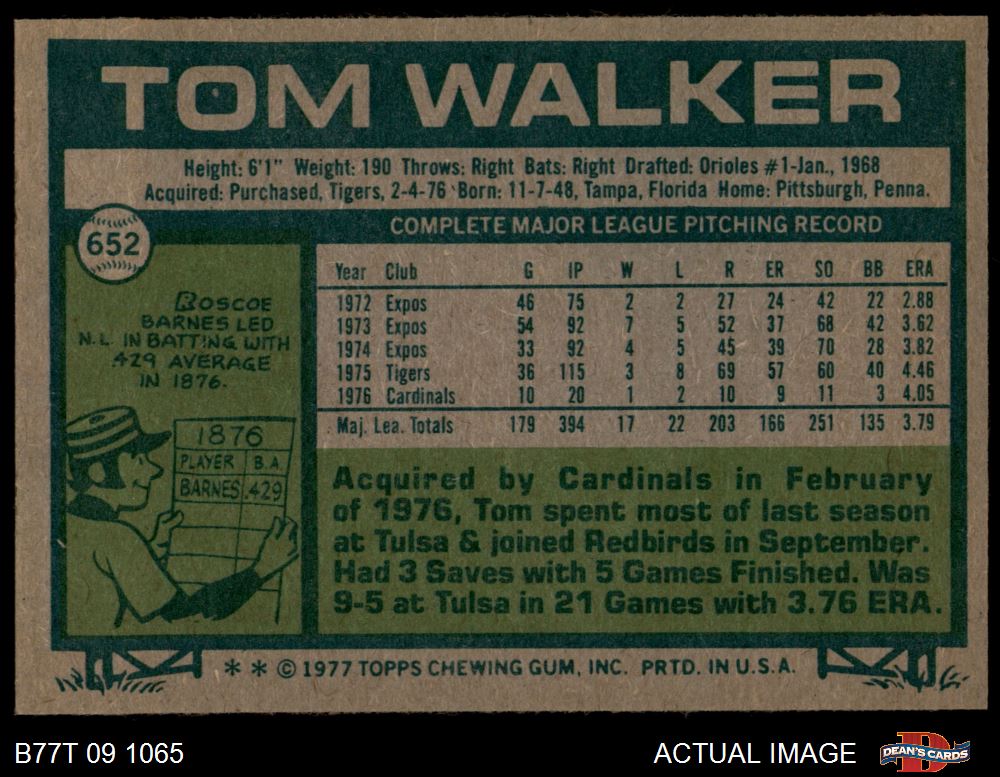 TOM WALKER
Height: 6'1" Weight: 190 Throws: Right Bats: Right Drafted: Orioles #1-Jan., 1968
Acquired: Purchased, Tigers, 2-4-76 Born: 11-7-48, Tampa, Florida Home: Pittsburgh, Penna.
652
ROSCOE
BARNES LED
N.L. IN BATTING WITH
.429 AVERAGE
IN 1876.
1876
PLAYER B.A.
BARNES .429
COMPLETE MAJOR LEAGUE PITCHING RECORD
Year Club G IP W L R ER SO BB ERA
1972 Expos 46 75 2 2 27 24 42 22 2.88
1973 Expos 54 92 7 5 52 37 68 42 3.62
1974 Expos 33 92 4 5 45 39 70 28 3.82
1975 Tigers 36 115 3 8 69 57 60 40 4.46
1976 Cardinals 10 20 1 2 10 9 11 3 4.05
Maj. Lea. Totals 179 394 17 22 203 166 251 135 3.79
Acquired by Cardinals in February
of 1976, Tom spent most of last season
at Tulsa & joined Redbirds in September.
Had 3 Saves with 5 Games Finished. Was
9-5 at Tulsa in 21 Games with 3.76 ERA.
* * © 1977 TOPPS CHEWING GUM, INC. PRTD. IN U.S.A.
B77T 09 1065
ACTUAL IMAGE
D
DEAN'S CARDS